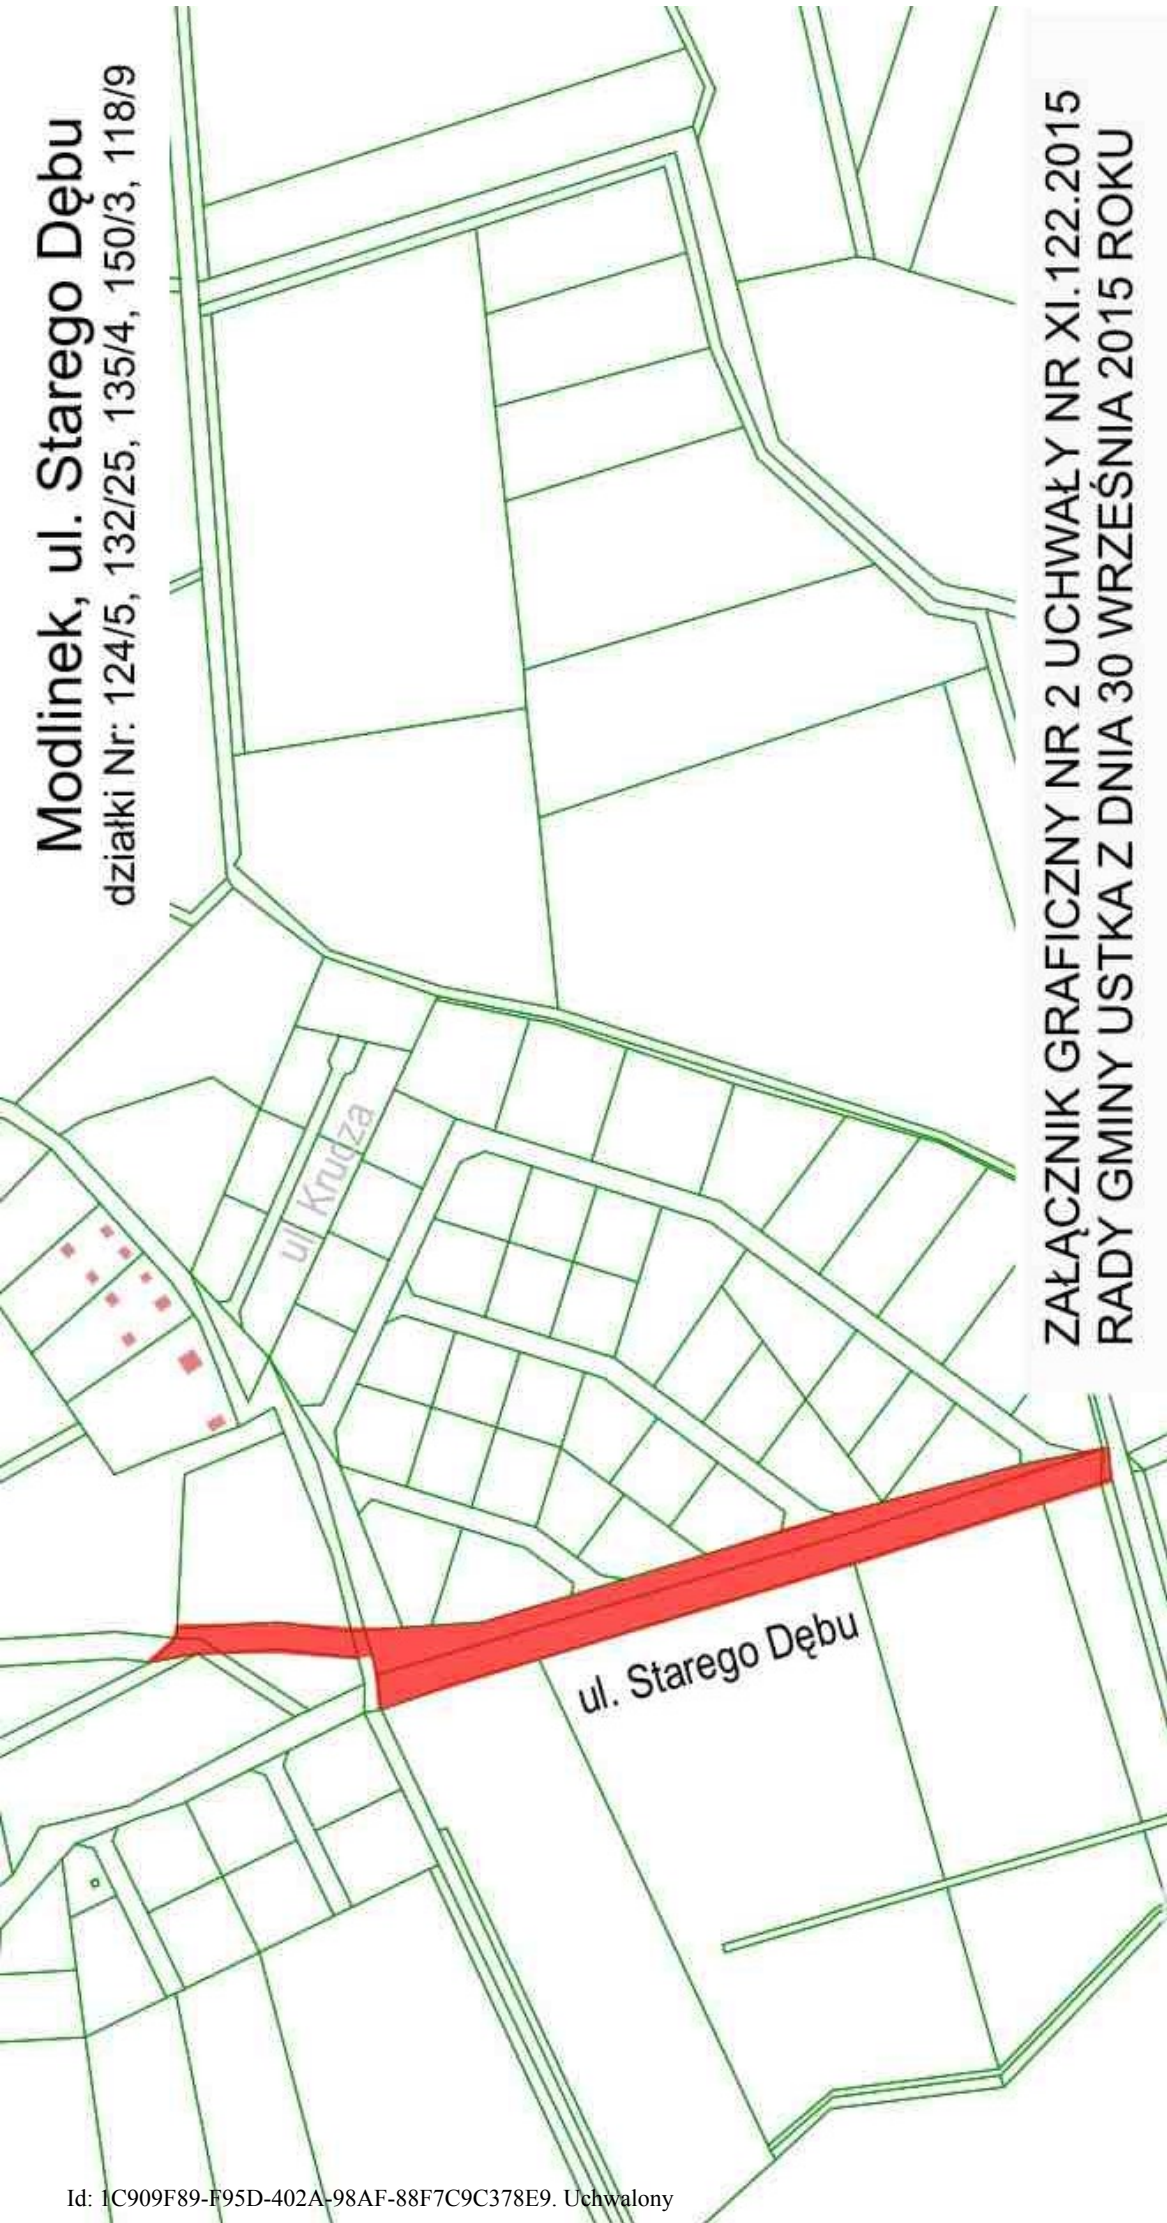 Modlinek, ul. Starego Dębu
działki Nr: 124/5, 132/25, 135/4, 150/3, 118/9
ul Krucza
ul. Starego Dębu
ZAŁĄCZNIK GRAFICZNY NR 2 UCHWAŁY NR XI.122.2015
RADY GMINY USTKA Z DNIA 30 WRZEŚNIA 2015 ROKU
Id: 1C909F89-F95D-402A-98AF-88F7C9C378E9. Uchwalony